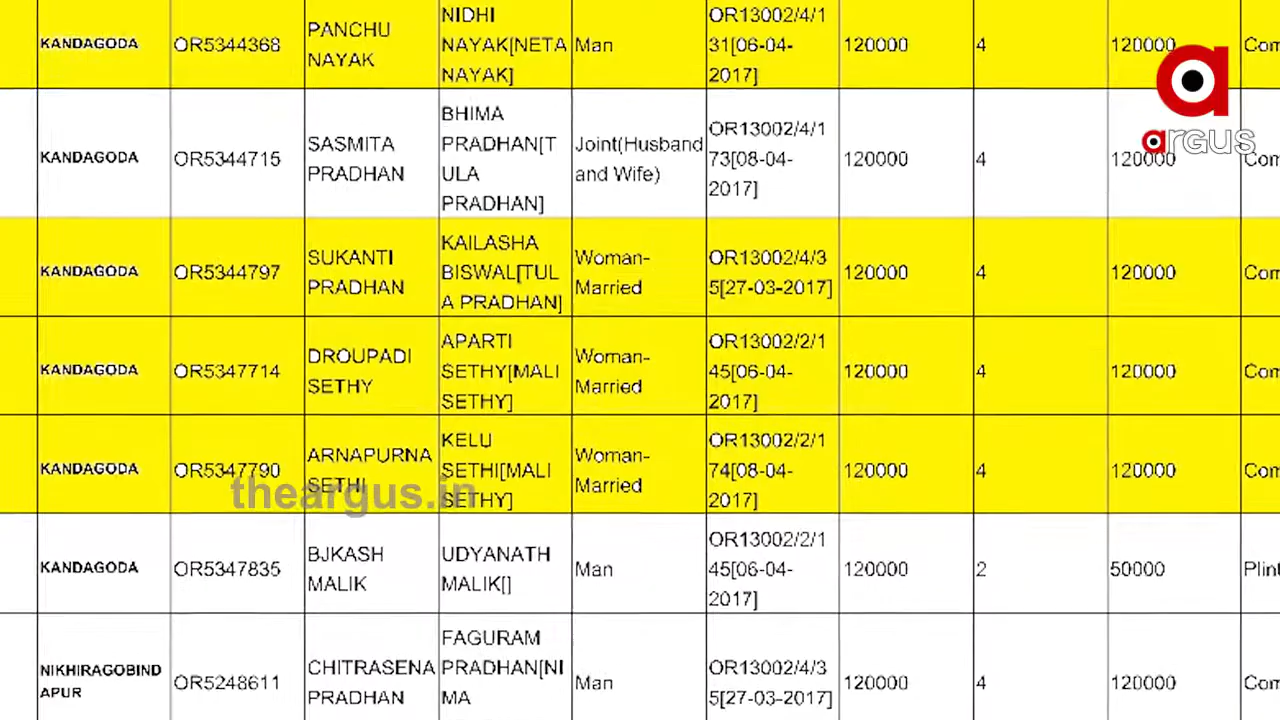 KANDAGODA
OR5344368
PANCHU
NAYAK
NIDHI
NAYAK[NETA
NAYAK]
Man
OR13002/4/1
31[06-04-
2017]
120000
4
120000
Com
argus
KANDAGODA
OR5344715
SASMITA
PRADHAN
BHIMA
PRADHAN[T
ULA
PRADHAN]
Joint(Husband
and Wife)
OR13002/4/1
73[08-04-
2017]
120000
4
120000
Com
KANDAGODA
OR5344797
SUKANTI
PRADHAN
KAILASHA
BISWAL[TUL
A PRADHAN]
Woman-
Married
OR13002/4/3
5[27-03-2017]
120000
4
120000
Com
KANDAGODA
OR5347714
DROUPADI
SETHY
APARTI
SETHY[MALI
SETHY]
Woman-
Married
OR13002/2/1
45[06-04-
2017]
120000
4
120000
Com
KANDAGODA
OR5347790
ARNAPURNA
SETHI
KELU
SETHI[MALI
SETHY]
Woman-
Married
OR13002/2/1
74[08-04-
2017]
120000
4
120000
Com
theargus.in
KANDAGODA
OR5347835
BJKASH
MALIK
UDYANATH
MALIK[]
Man
OR13002/2/1
45[06-04-
2017]
120000
2
50000
Plint
NIKHIRAGOBIND
APUR
OR5248611
CHITRASENA
PRADHAN
FAGURAM
PRADHAN[NI
MA
Man
OR13002/4/3
5[27-03-2017]
120000
4
120000
Com